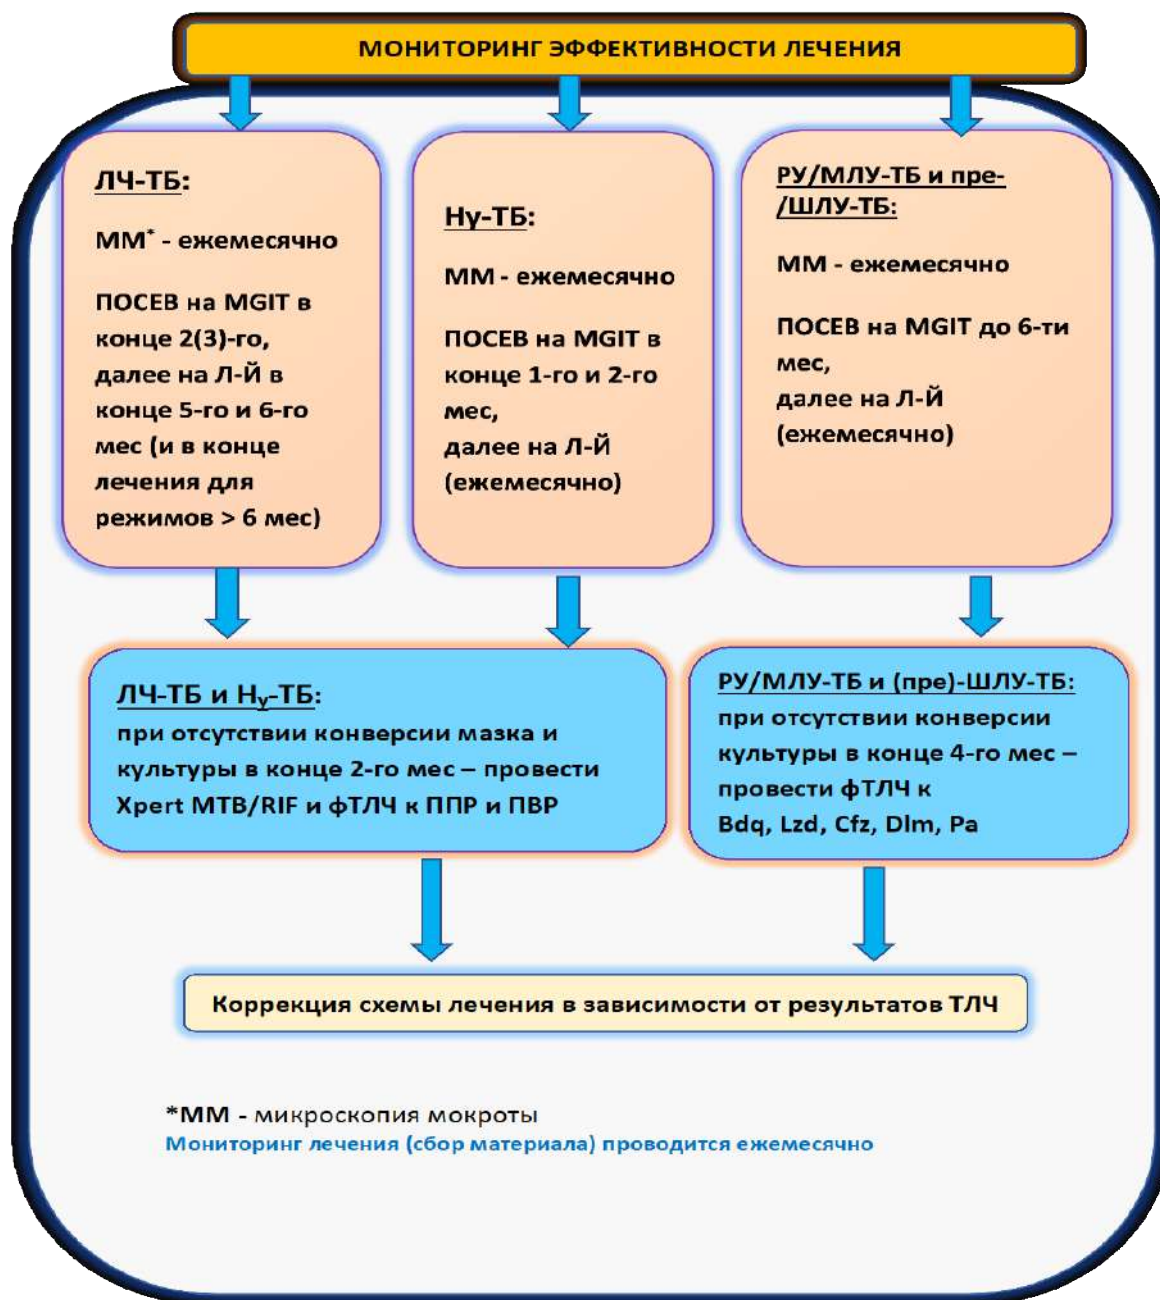 МОНИТОРИНГ ЭФФЕКТИВНОСТИ ЛЕЧЕНИЯ
ЛЧ-ТБ:
ММ* - ежемесячно
ПОСЕВ на MGIT в
конце 2(3)-го,
далее на Л-Й в
конце 5-го и 6-го
мес (и в конце
лечения для
режимов > 6 мес)
Ну-ТБ:
ММ - ежемесячно
ПОСЕВ на MGIT в
конце 1-го и 2-го
мес,
далее на Л-Й
(ежемесячно)
РУ/МЛУ-ТБ и пре-
/ШЛУ-ТБ:
ММ - ежемесячно
ПОСЕВ на MGIT до 6-ти
мес,
далее на Л-Й
(ежемесячно)
ЛЧ-ТБ и Ну-ТБ:
при отсутствии конверсии мазка и
культуры в конце 2-го мес – провести
Xpert MTB/RIF и фТЛЧ к ППР и ПВР
РУ/МЛУ-ТБ и (пре)-ШЛУ-ТБ:
при отсутствии конверсии
культуры в конце 4-го мес –
провести фТЛЧ к
Bdq, Lzd, Cfz, Dlm, Pa
Коррекция схемы лечения в зависимости от результатов ТЛЧ
*ММ - микроскопия мокроты
Мониторинг лечения (сбор материала) проводится ежемесячно